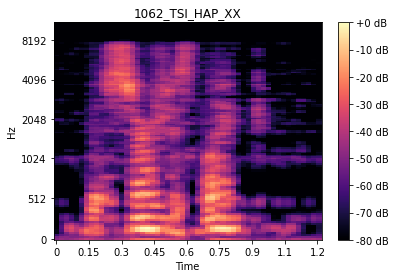 1062_TSI_HAP_XX
8192
4096
2048
1024
512
0
Hz
0 0.15 0.3 0.45 0.6 0.75 0.9 1.1 1.2
Time
+0 dB
-10 dB
-20 dB
-30 dB
-40 dB
-50 dB
-60 dB
-70 dB
-80 dB